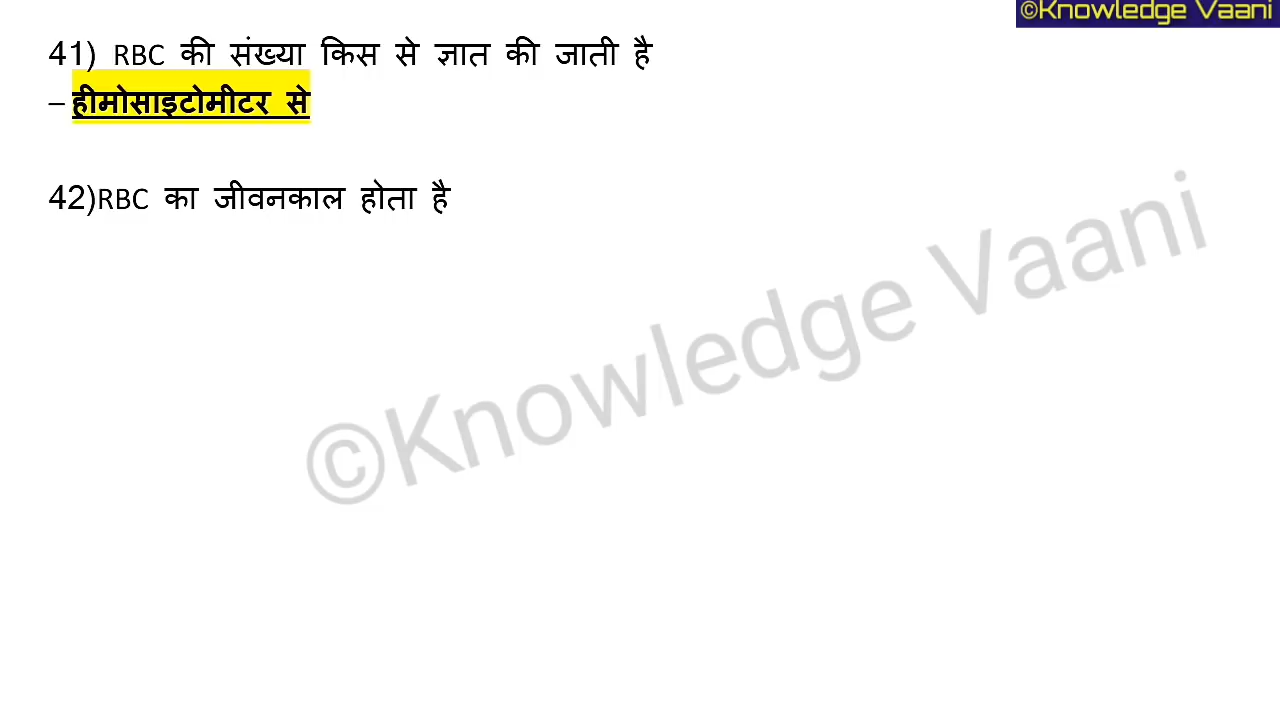 ©Knowledge Vaani
41) RBC की संख्या किस से ज्ञात की जाती है
– हीमोसाइटोमीटर से
42)RBC का जीवनकाल होता है
©Knowledge Vaani